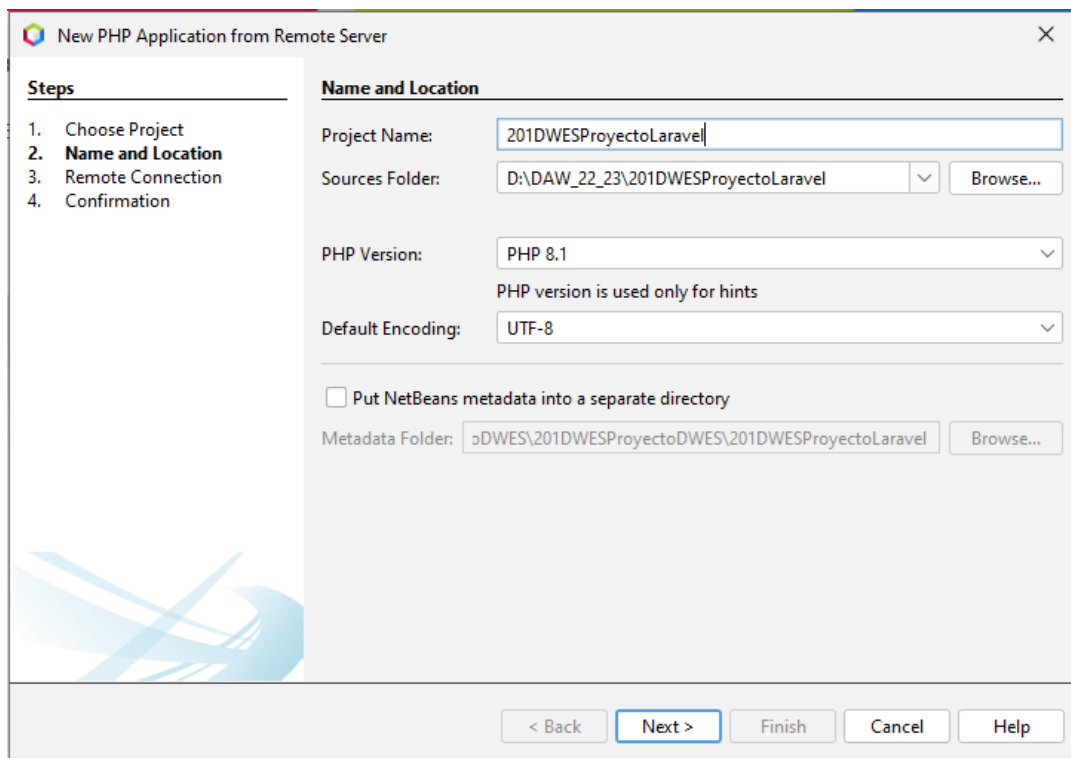 New PHP Application from Remote Server
Steps
1. Choose Project
2. Name and Location
3. Remote Connection
4. Confirmation
Name and Location
Project Name: 201DWESProyectoLaravel
Sources Folder: D:\DAW_22_23\201DWESProyectoLaravel Browse...
PHP Version: PHP 8.1
PHP version is used only for hints
Default Encoding: UTF-8
Put NetBeans metadata into a separate directory
Metadata Folder: oDWES\201DWESProyectoDWES\201DWESProyectoLaravel Browse...
< Back Next > Finish Cancel Help